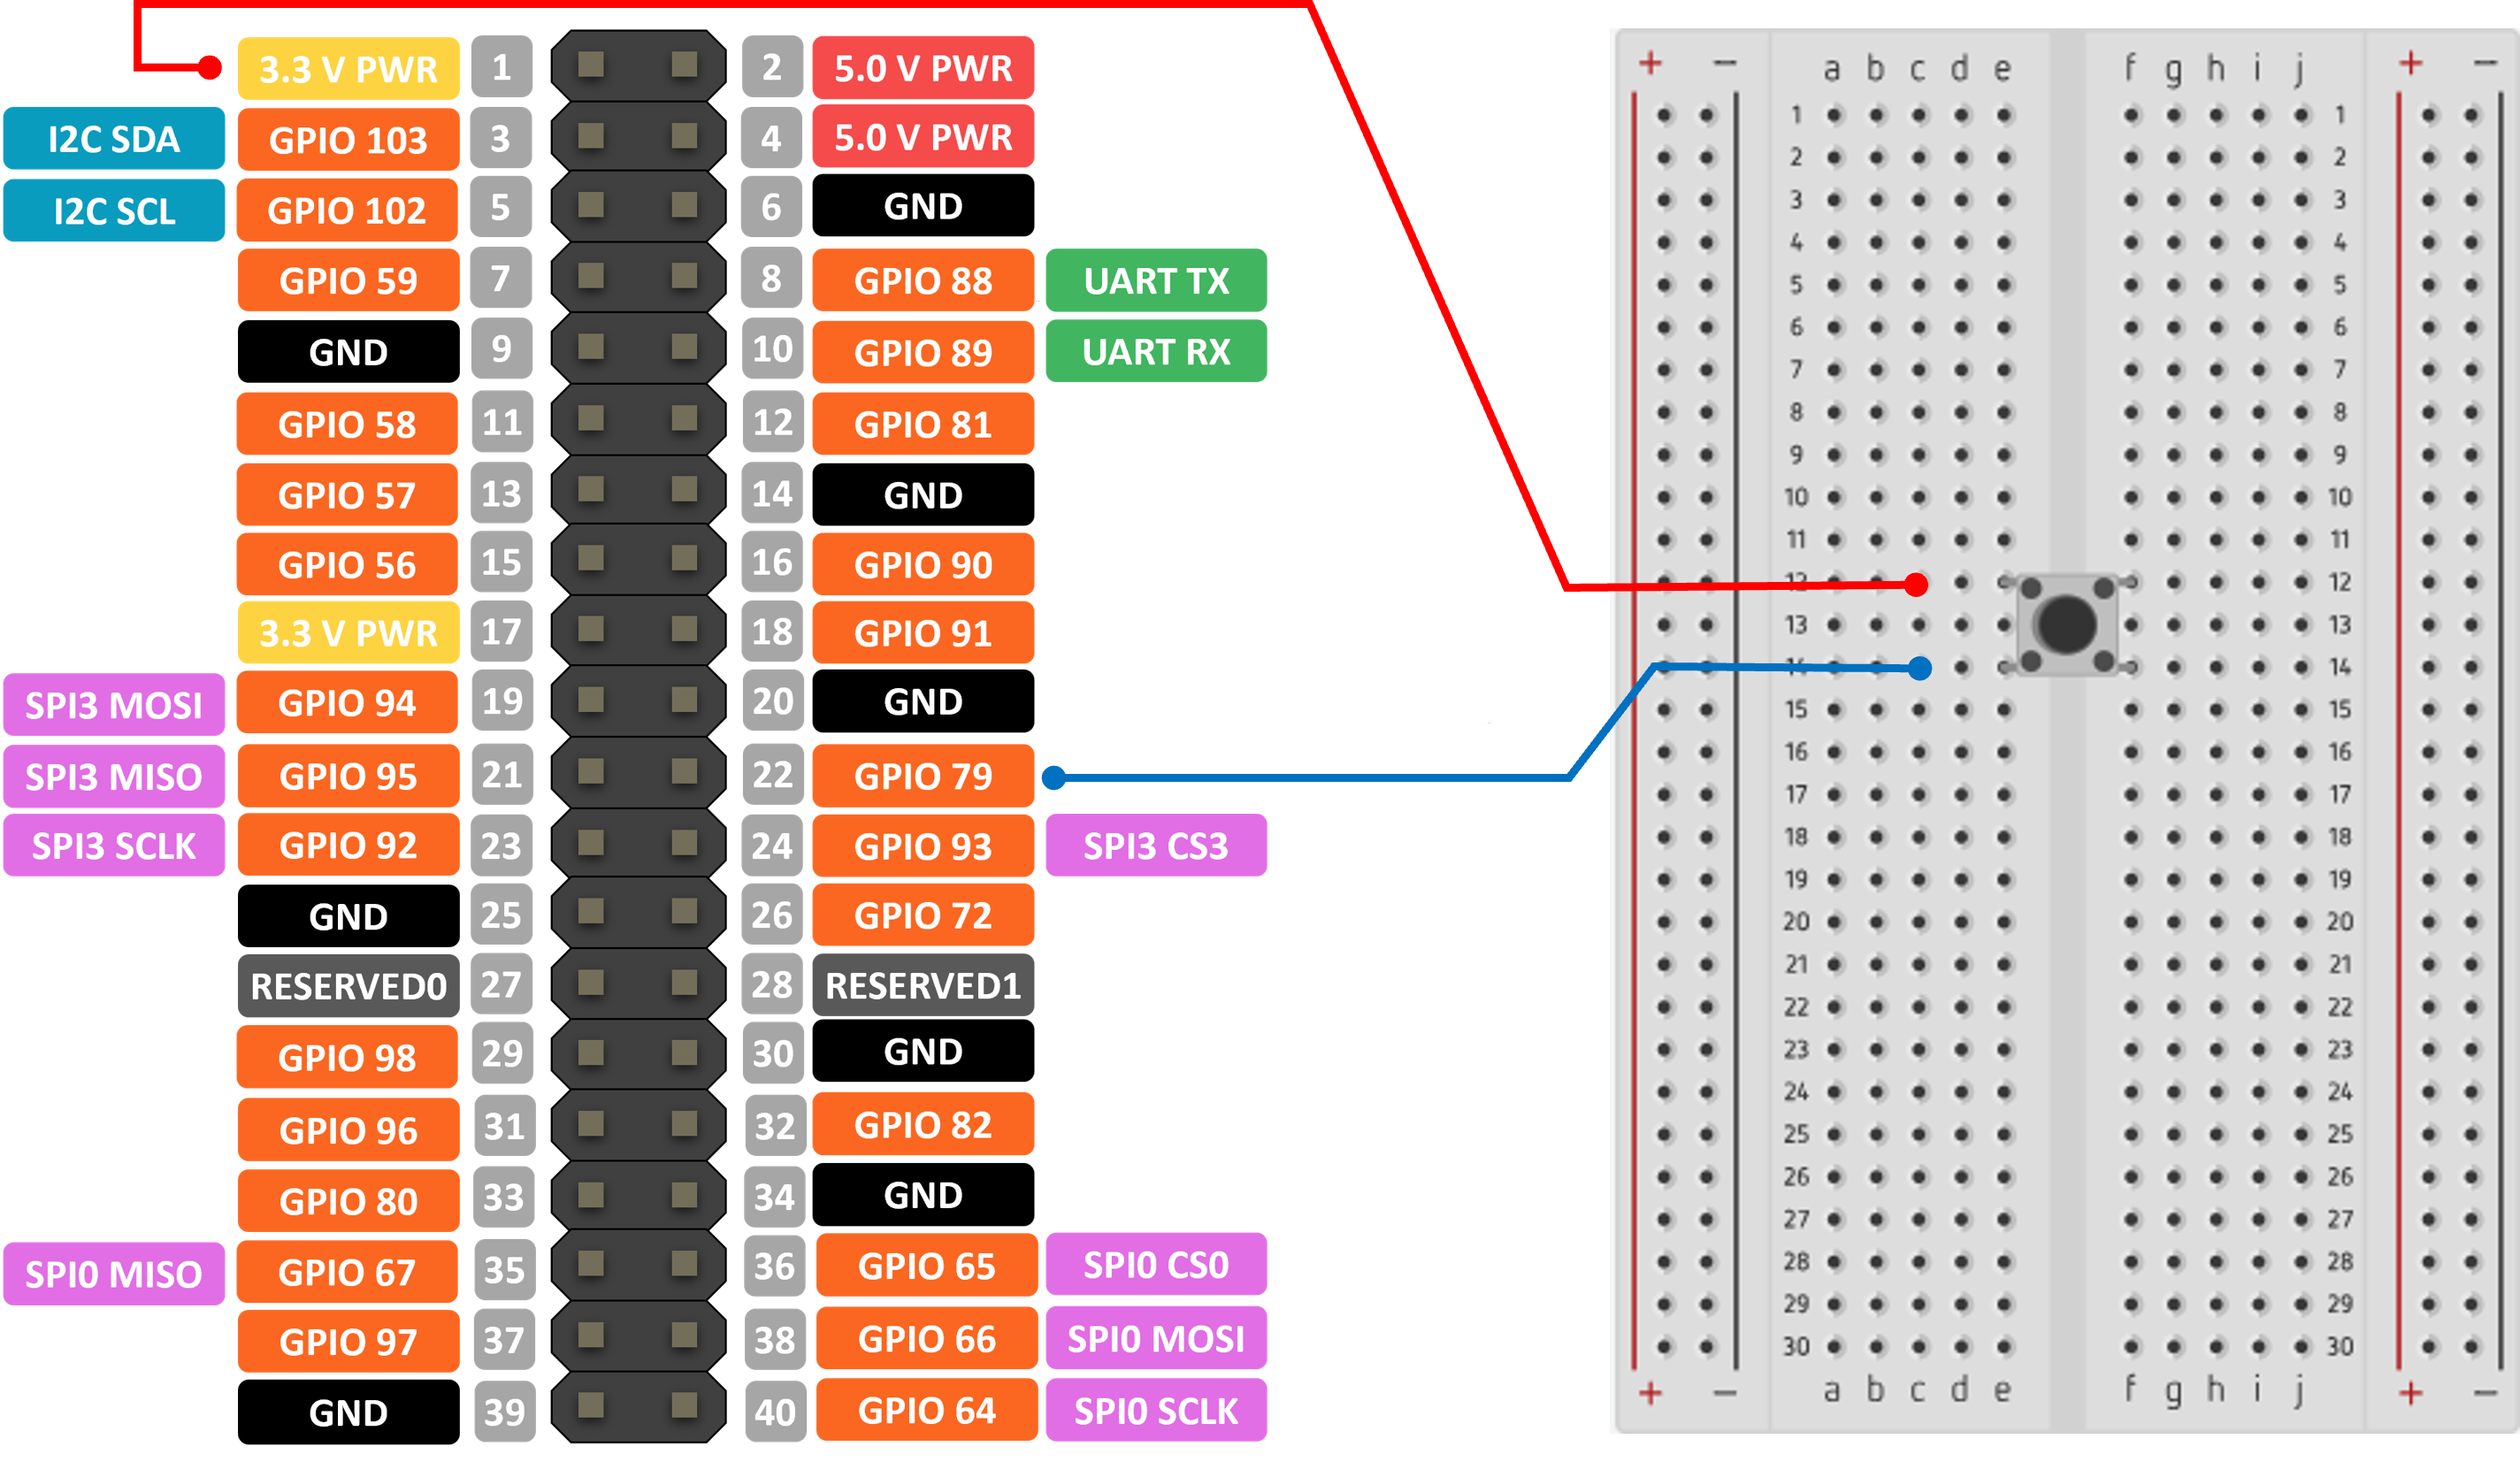 3.3 V PWR 1 2 5.0 V PWR
I2C SDA GPIO 103 3 4 5.0 V PWR
I2C SCL GPIO 102 5 6 GND
GPIO 59 7 8 GPIO 88 UART TX
GND 9 10 GPIO 89 UART RX
GPIO 58 11 12 GPIO 81
GPIO 57 13 14 GND
GPIO 56 15 16 GPIO 90
3.3 V PWR 17 18 GPIO 91
SPI3 MOSI GPIO 94 19 20 GND
SPI3 MISO GPIO 95 21 22 GPIO 79
SPI3 SCLK GPIO 92 23 24 GPIO 93 SPI3 CS3
GND 25 26 GPIO 72
RESERVED0 27 28 RESERVED1
GPIO 98 29 30 GND
GPIO 96 31 32 GPIO 82
GPIO 80 33 34 GND
SPI0 MISO GPIO 67 35 36 GPIO 65 SPI0 CS0
GPIO 97 37 38 GPIO 66 SPI0 MOSI
GND 39 40 GPIO 64 SPI0 SCLK
+ − a b c d e f g h i j + −
1 1
2 2
3 3
4 4
5 5
6 6
7 7
8 8
9 9
10 10
11 11
12 12
13 13
14 14
15 15
16 16
17 17
18 18
19 19
20 20
21 21
22 22
23 23
24 24
25 25
26 26
27 27
28 28
29 29
30 30
+ − a b c d e f g h i j + −